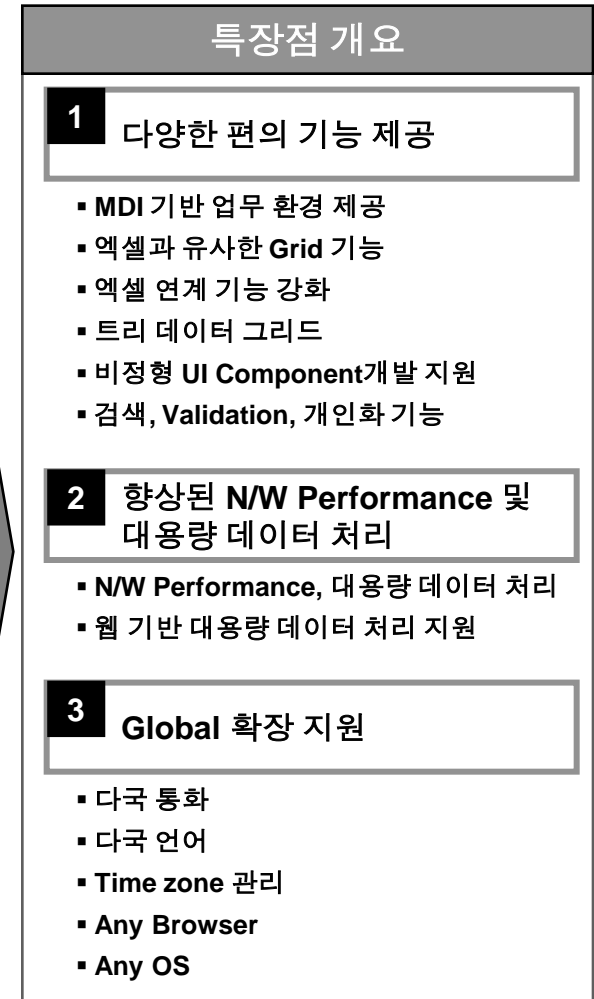 특장점 개요
1
다양한 편의 기능 제공
▪ MDI 기반 업무 환경 제공
▪ 엑셀과 유사한 Grid 기능
▪ 엑셀 연계 기능 강화
▪ 트리 데이터 그리드
▪ 비정형 UI Component개발 지원
▪ 검색, Validation, 개인화 기능
2
향상된 N/W Performance 및
대용량 데이터 처리
▪ N/W Performance, 대용량 데이터 처리
▪ 웹 기반 대용량 데이터 처리 지원
3
Global 확장 지원
▪ 다국 통화
▪ 다국 언어
▪ Time zone 관리
▪ Any Browser
▪ Any OS